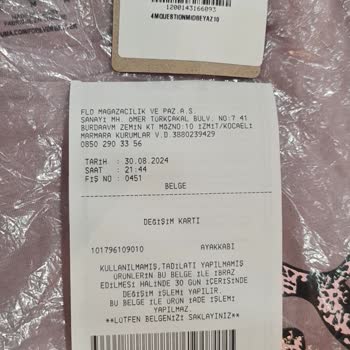 1200143166093
4MQUESTIONMIDBEYAZ10
FLO MAGAZACILIK VE PAZ.A.S.
SANAYİ MH. ÖMER TÜRKÇAKAL BULV. NO:7 41
BURDAAVM ZEMİN KT MĞZNO:10 İZMİT/KOCAELİ
MARMARA KURUMLAR V.D 3880239429
0850 290 33 56
TARİH : 30.08.2024
SAAT : 21:44
FİŞ NO : 0451
BELGE
DEĞİŞİM KARTI
101796109010 AYAKKABI
KULLANILMAMIŞ,TADİLATI YAPILMAMIŞ
ÜRÜNLERİN BU BELGE İLE İBRAZ
EDİLMESİ HALİNDE 30 GÜN İÇERİSİNDE
DEĞİŞİM İŞLEMİ YAPILIR.
BU BELGE İLE ÜRÜN İADE İŞLEMİ
YAPILMAZ.
**LÜTFEN BELGENİZİ SAKLAYINIZ**